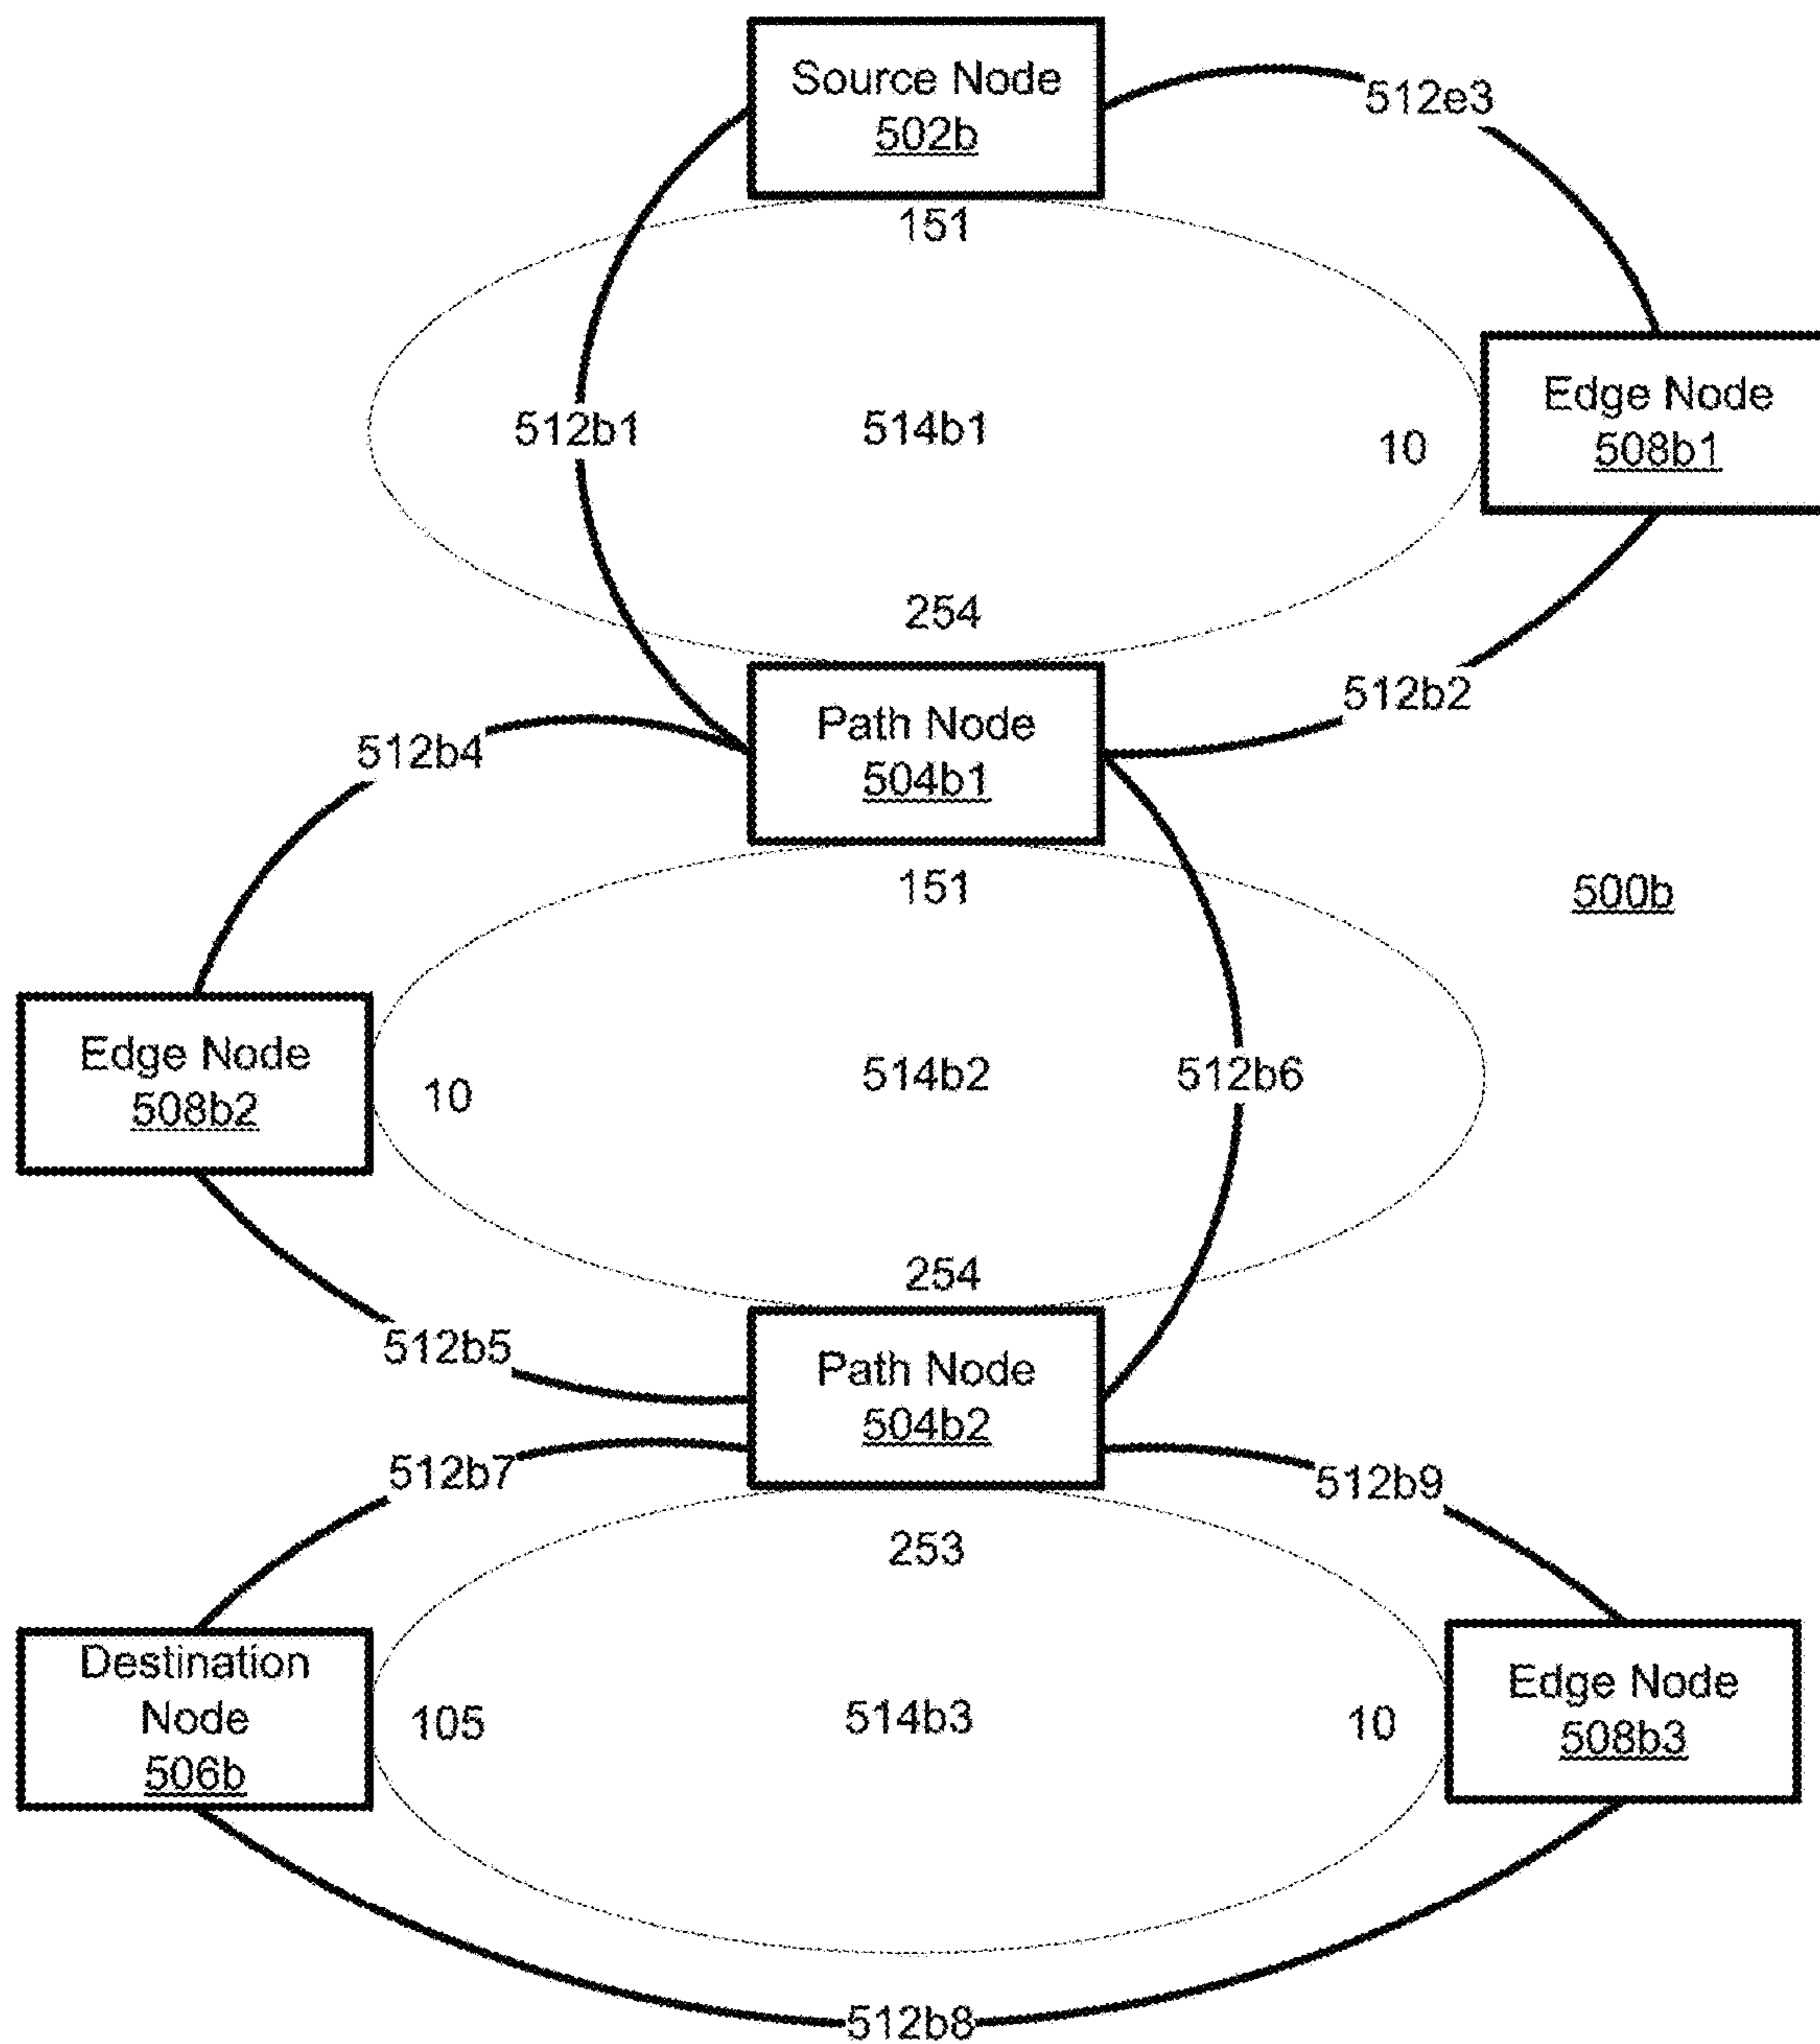 Source Node
502b
512e3
151
Edge Node
508b1
512b1
514b1
10
254
512b2
Path Node
504b1
512b4
151
500b
Edge Node
508b2
10
514b2
512b6
254
512b5
Path Node
504b2
512b7
512b9
253
Destination
Node
506b
105
514b3
10
Edge Node
508b3
512b8